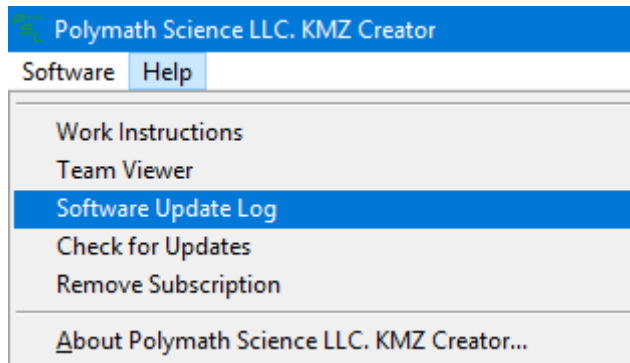 Polymath Science LLC. KMZ Creator
Software Help
Work Instructions
Team Viewer
Software Update Log
Check for Updates
Remove Subscription
About Polymath Science LLC. KMZ Creator...